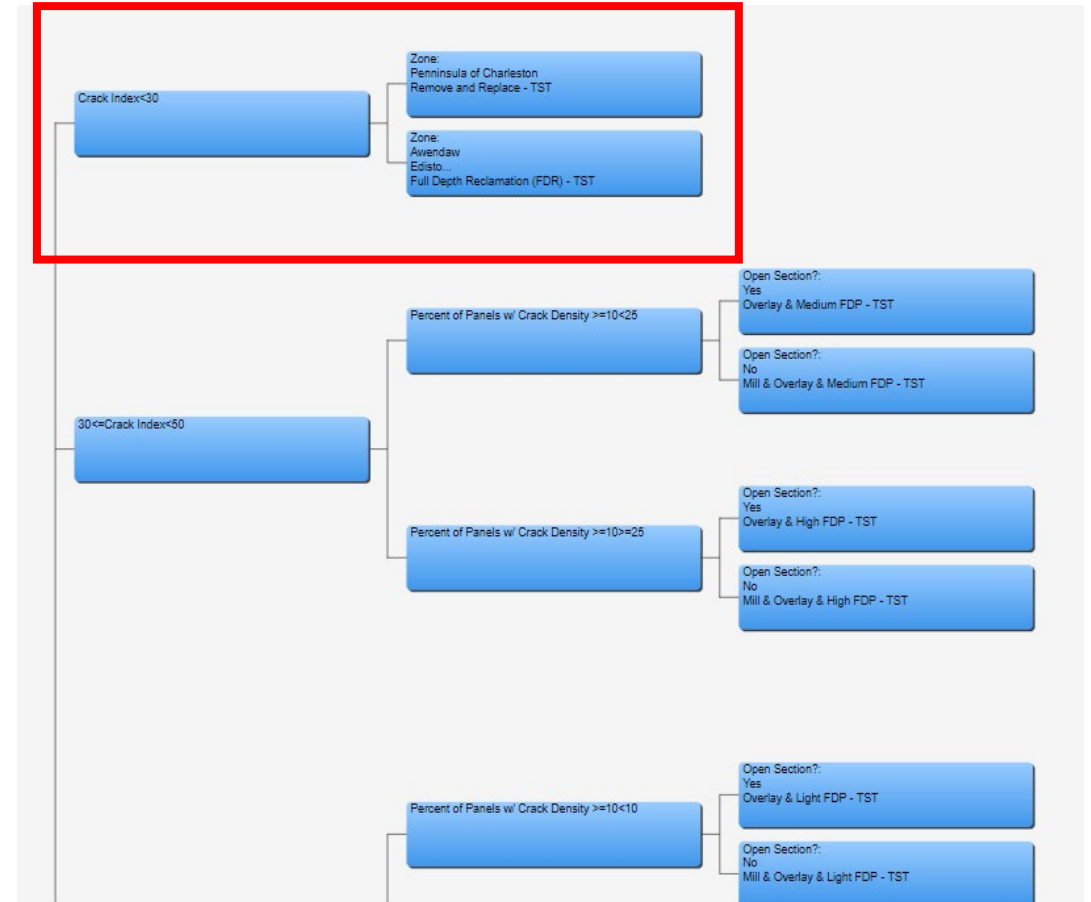 Crack Index<30
Zone:
Penninsula of Charleston
Remove and Replace - TST
Zone:
Awendaw
Edisto...
Full Depth Reclamation (FDR) - TST
30<=Crack Index<50
Percent of Panels w/ Crack Density >=10<25
Open Section?:
Yes
Overlay & Medium FDP - TST
Open Section?:
No
Mill & Overlay & Medium FDP - TST
Percent of Panels w/ Crack Density >=10>=25
Open Section?:
Yes
Overlay & High FDP - TST
Open Section?:
No
Mill & Overlay & High FDP - TST
Percent of Panels w/ Crack Density >=10<10
Open Section?:
Yes
Overlay & Light FDP - TST
Open Section?:
No
Mill & Overlay & Light FDP - TST